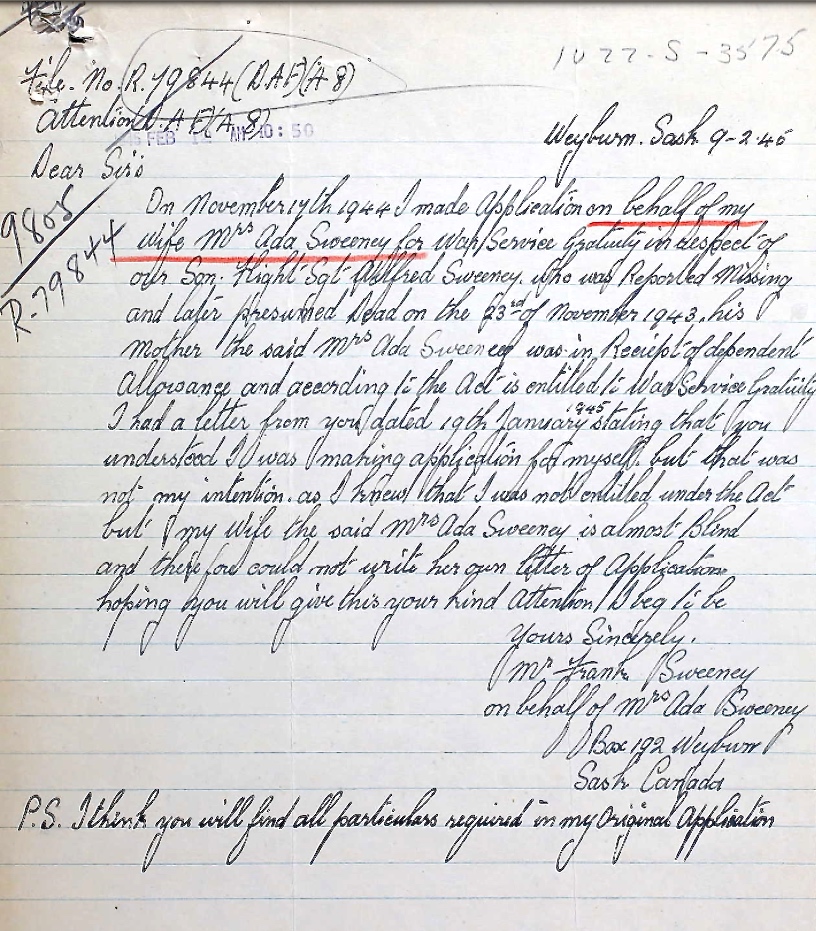 1022-S-3575
File. No. R.79844 (D.A.F)(A 8)
Attention D.A.F(A 8)
FEB 12 AM 10:50
Weyburn. Sask 9-2-45
Dear Sirs
9805
R-79844
On November 17th 1944 I made Application on behalf of my
Wife Mrs Ada Sweeney for War Service Gratuity in respect of
our Son. Flight Sgt Alfred Sweeney. who was Reported Missing
and later presumed Dead on the 23rd of November 1943, his
Mother the said Mrs Ada Sweeney was in Reciept of dependent
Allowance and according to the Act is entitled to War Service Gratuity
I had a letter from you dated 19th January 1945 stating that you
understood I was making application for myself. but that was
not my intention. as I knew that I was not entitled under the Act
but my Wife the said Mrs Ada Sweeney is almost Blind
and therefore could not write her own letter of Application
hoping you will give this your kind Attention I beg to be
Yours Sincerely.
Mr Frank Sweeney
on behalf of Mrs Ada Sweeney
Box 192 Weyburn
Sask Canada
P.S. I think you will find all particulars required in my Original Application